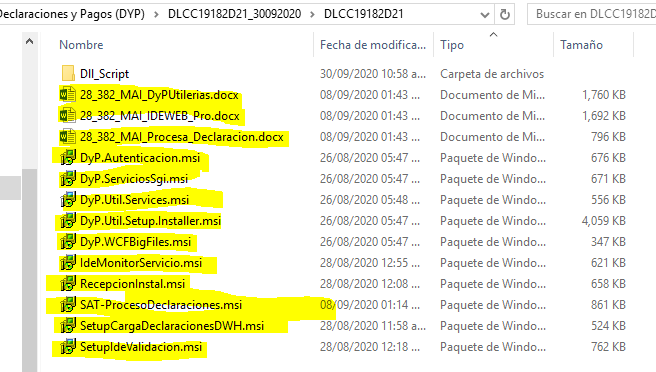 Declaraciones y Pagos (DYP) > DLCC19182D21_30092020 > DLCC19182D21
Buscar en DLCC19182D
Nombre Fecha de modifica... Tipo Tamaño
Dll_Script 30/09/2020 10:58 a... Carpeta de archivos
28_382_MAI_DyPUtilerias.docx 08/09/2020 01:43 ... Documento de Mi... 1,760 KB
28_382_MAI_IDEWEB_Pro.docx 08/09/2020 01:43 ... Documento de Mi... 1,692 KB
28_382_MAI_Procesa_Declaracion.docx 08/09/2020 01:43 ... Documento de Mi... 796 KB
DyP.Autenticacion.msi 26/08/2020 05:47 ... Paquete de Windo... 676 KB
DyP.ServiciosSgi.msi 26/08/2020 05:47 ... Paquete de Windo... 671 KB
DyP.Util.Services.msi 26/08/2020 05:48 ... Paquete de Windo... 556 KB
DyP.Util.Setup.Installer.msi 26/08/2020 05:47 ... Paquete de Windo... 4,059 KB
DyP.WCFBigFiles.msi 26/08/2020 05:47 ... Paquete de Windo... 347 KB
IdeMonitorServicio.msi 28/08/2020 12:55 ... Paquete de Windo... 621 KB
RecepcionInstal.msi 28/08/2020 12:08 ... Paquete de Windo... 658 KB
SAT-ProcesoDeclaraciones.msi 08/09/2020 01:14 ... Paquete de Windo... 861 KB
SetupCargaDeclaracionesDWH.msi 28/08/2020 11:58 a... Paquete de Windo... 524 KB
SetupIdeValidacion.msi 28/08/2020 12:18 ... Paquete de Windo... 762 KB